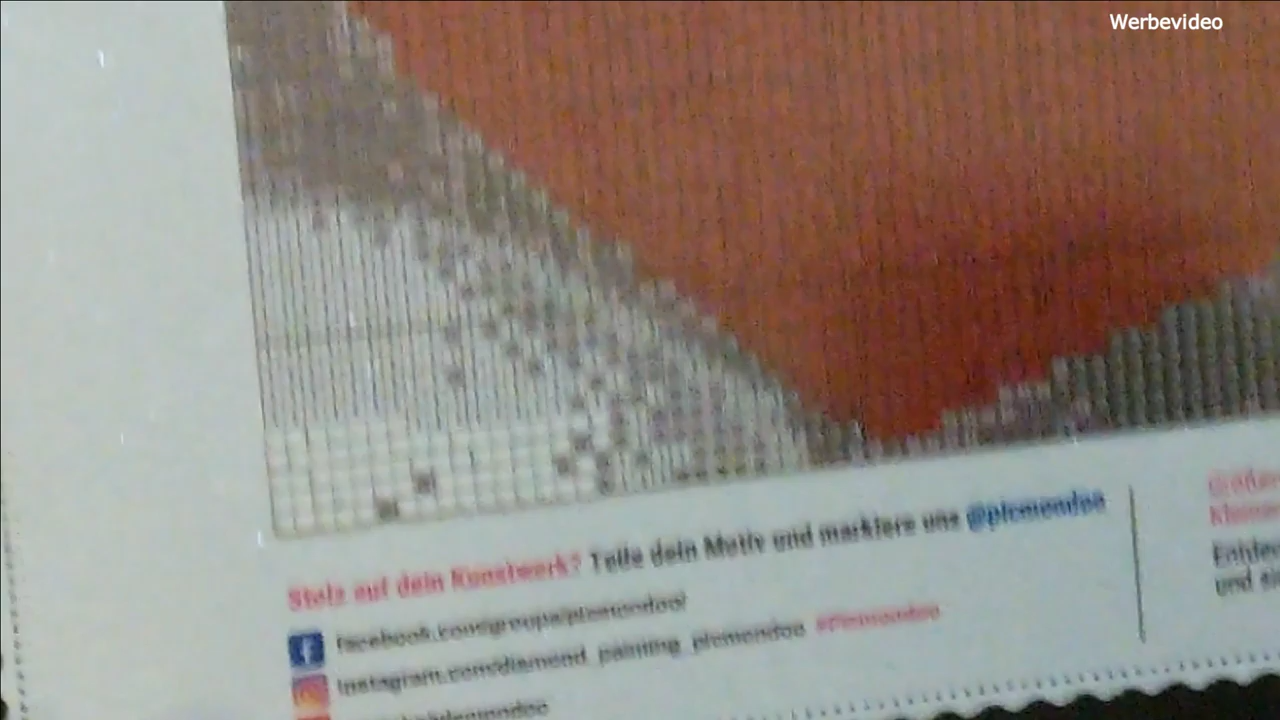 Werbevideo
Stolz auf dein Kunstwerk? Teile dein Motiv und markiere uns @picmondoo
facebook.com/groups/picmondoo/
instagram.com/diamond_painting_picmondoo #Picmondoo
und